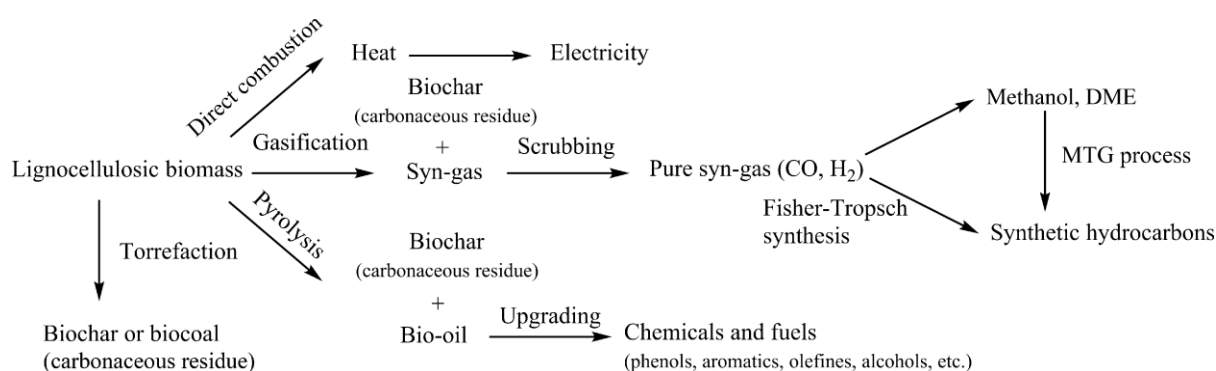 Direct combustion
Heat
Electricity
Biochar
(carbonaceous residue)
+
Syn-gas
Gasification
Scrubbing
Lignocellulosic biomass
Pure syn-gas (CO, H₂)
Methanol, DME
MTG process
Fisher-Tropsch
synthesis
Synthetic hydrocarbons
Pyrolysis
Torrefaction
Biochar
(carbonaceous residue)
+
Bio-oil
Upgrading
Chemicals and fuels
(phenols, aromatics, olefines, alcohols, etc.)
Biochar or biocoal
(carbonaceous residue)